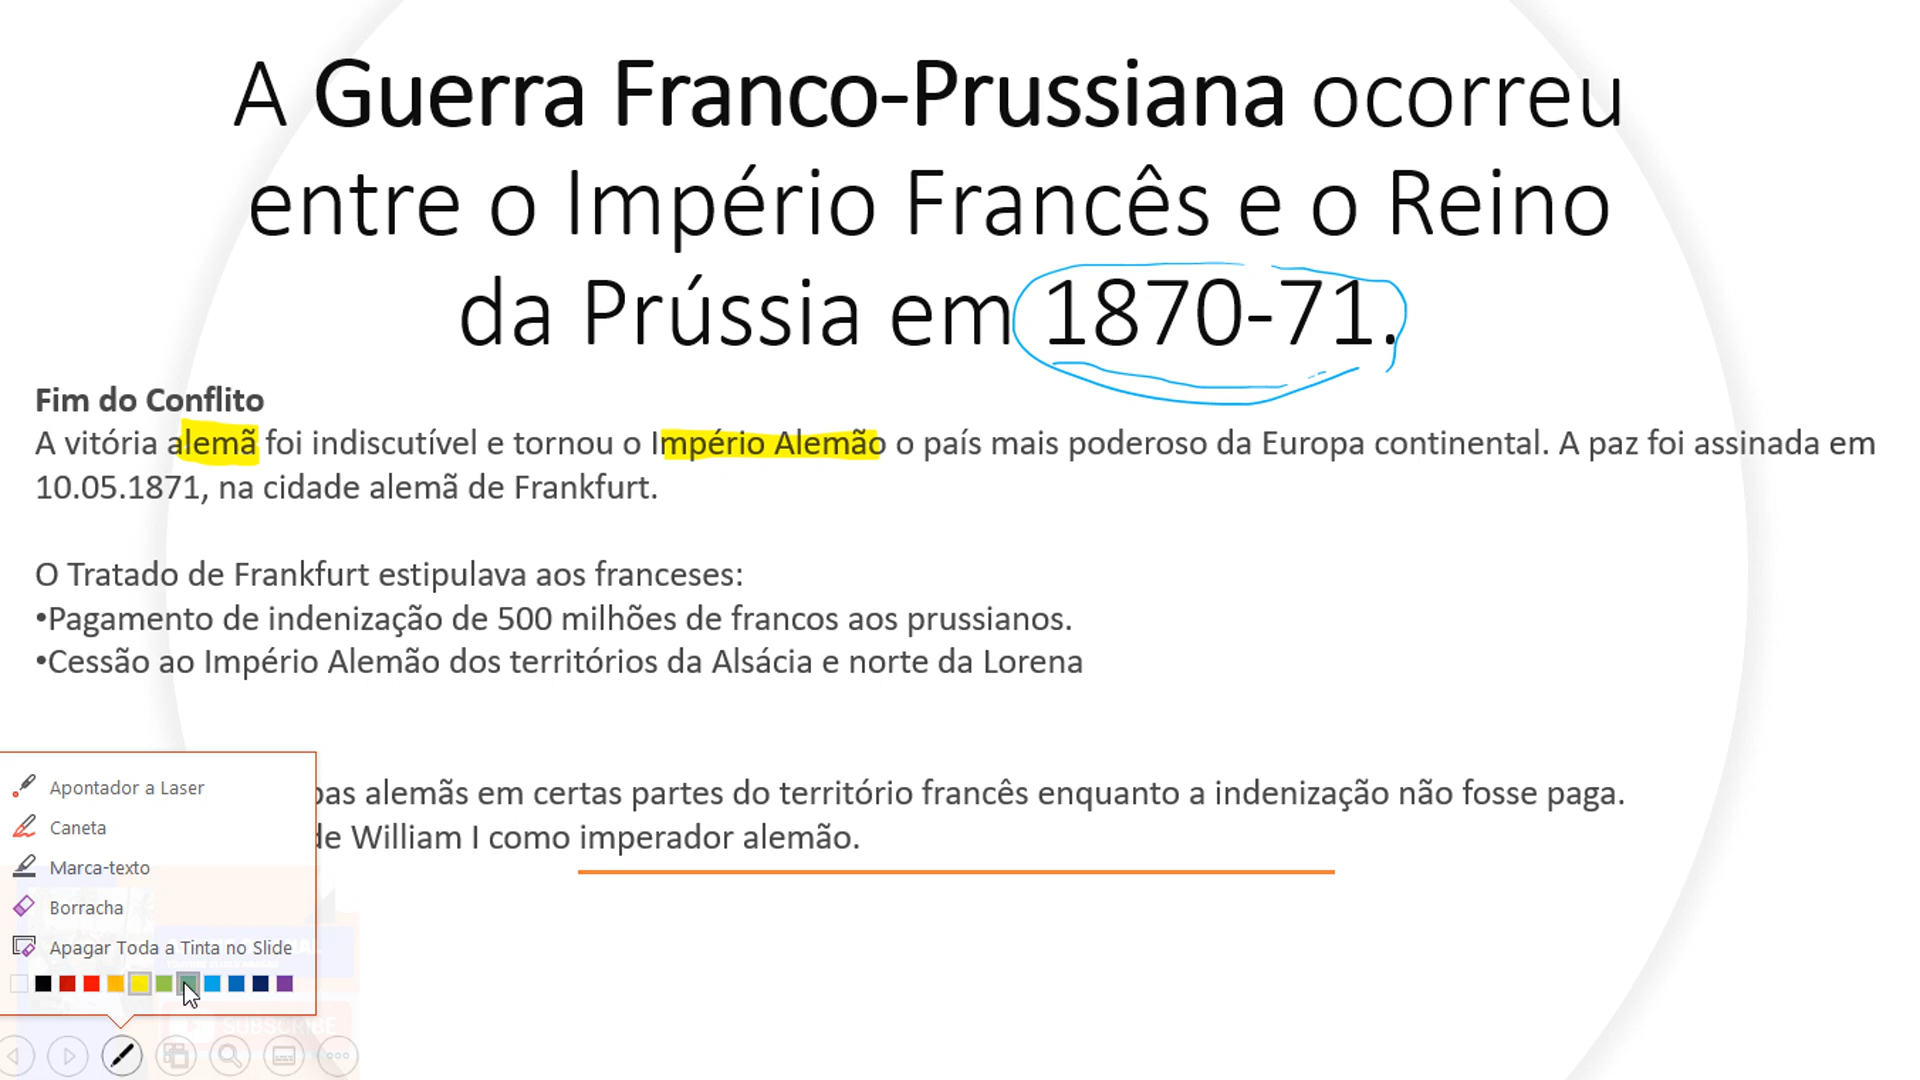 A Guerra Franco-Prussiana ocorreu
entre o Império Francês e o Reino
da Prússia em 1870-71.
Fim do Conflito
A vitória alemã foi indiscutível e tornou o Império Alemão o país mais poderoso da Europa continental. A paz foi assinada em
10.05.1871, na cidade alemã de Frankfurt.
O Tratado de Frankfurt estipulava aos franceses:
•Pagamento de indenização de 500 milhões de francos aos prussianos.
•Cessão ao Império Alemão dos territórios da Alsácia e norte da Lorena
alemãs em certas partes do território francês enquanto a indenização não fosse paga.
de William I como imperador alemão.
Apontador a Laser
Caneta
Marca-texto
Borracha
Apagar Toda a Tinta no Slide
SUBSCRIBE